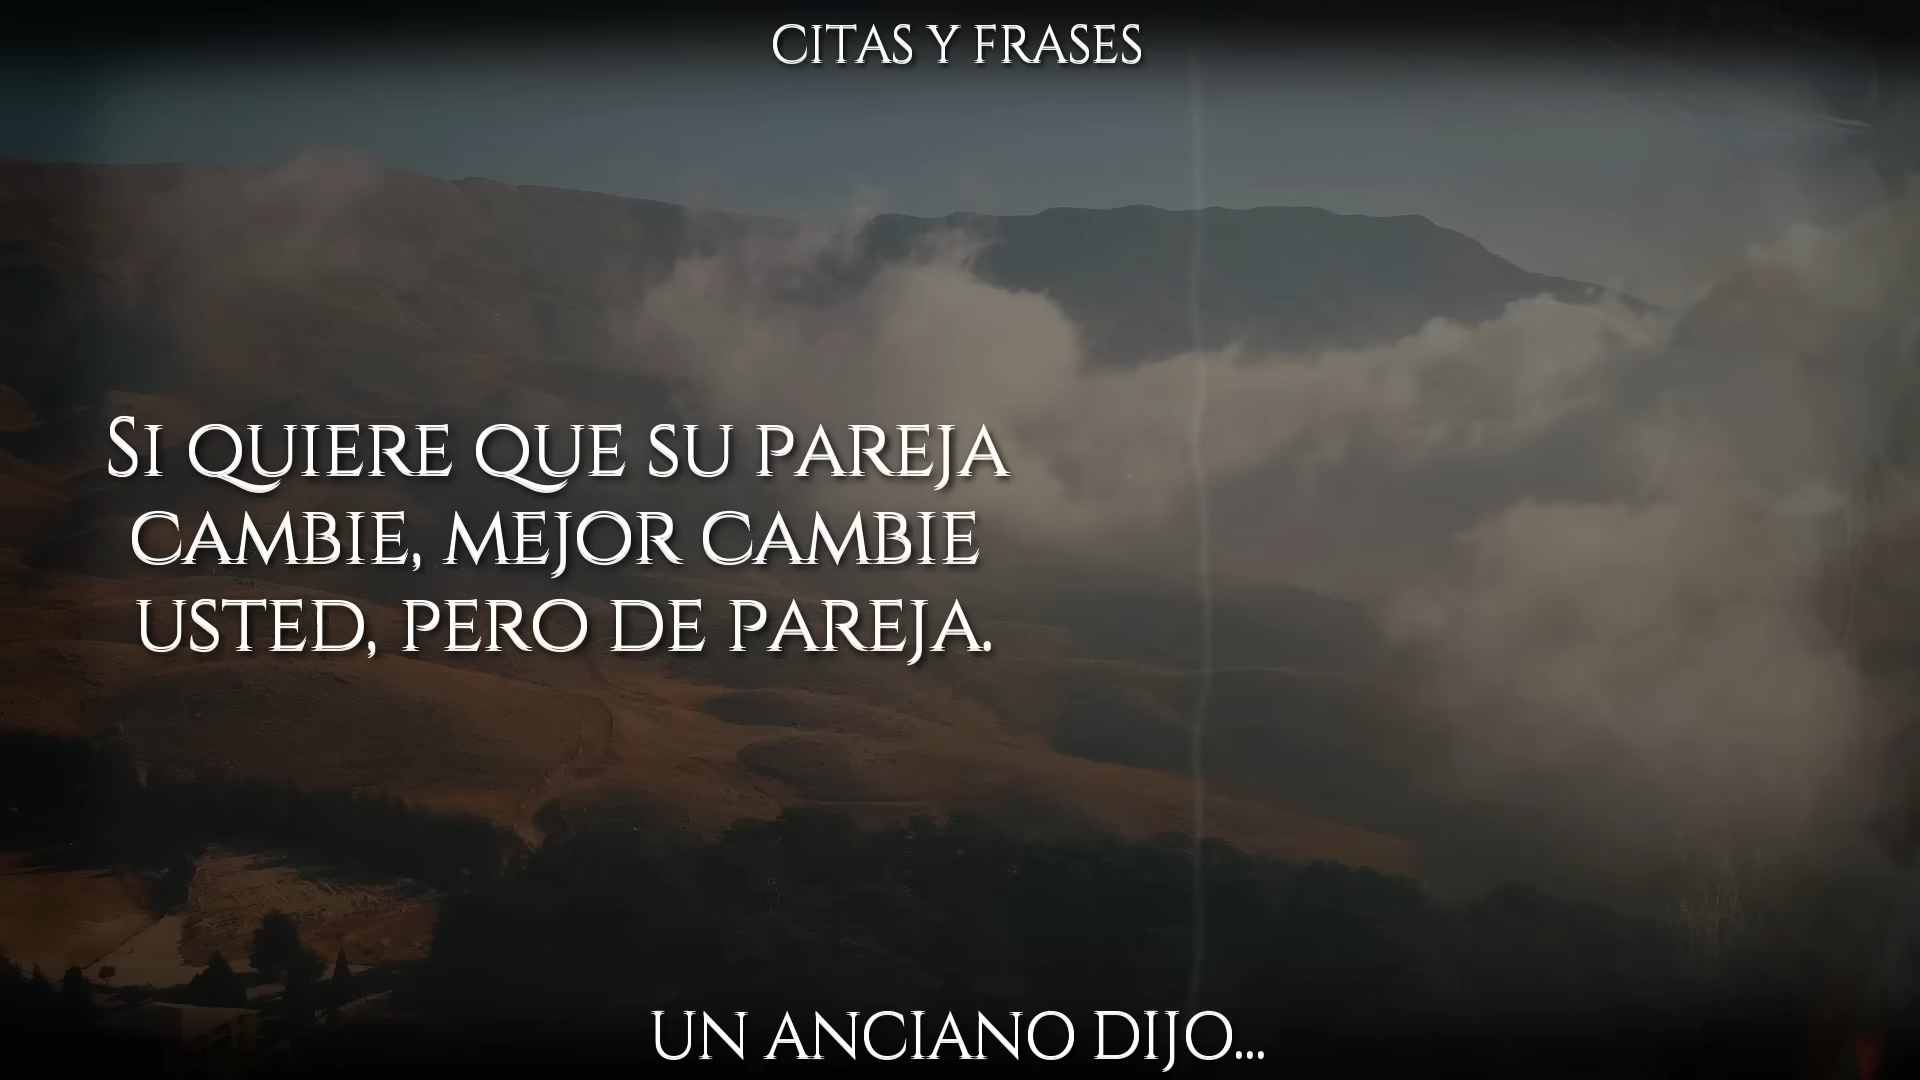 CITAS Y FRASES
SI QUIERE QUE SU PAREJA
CAMBIE, MEJOR CAMBIE
USTED, PERO DE PAREJA.
UN ANCIANO DIJO...